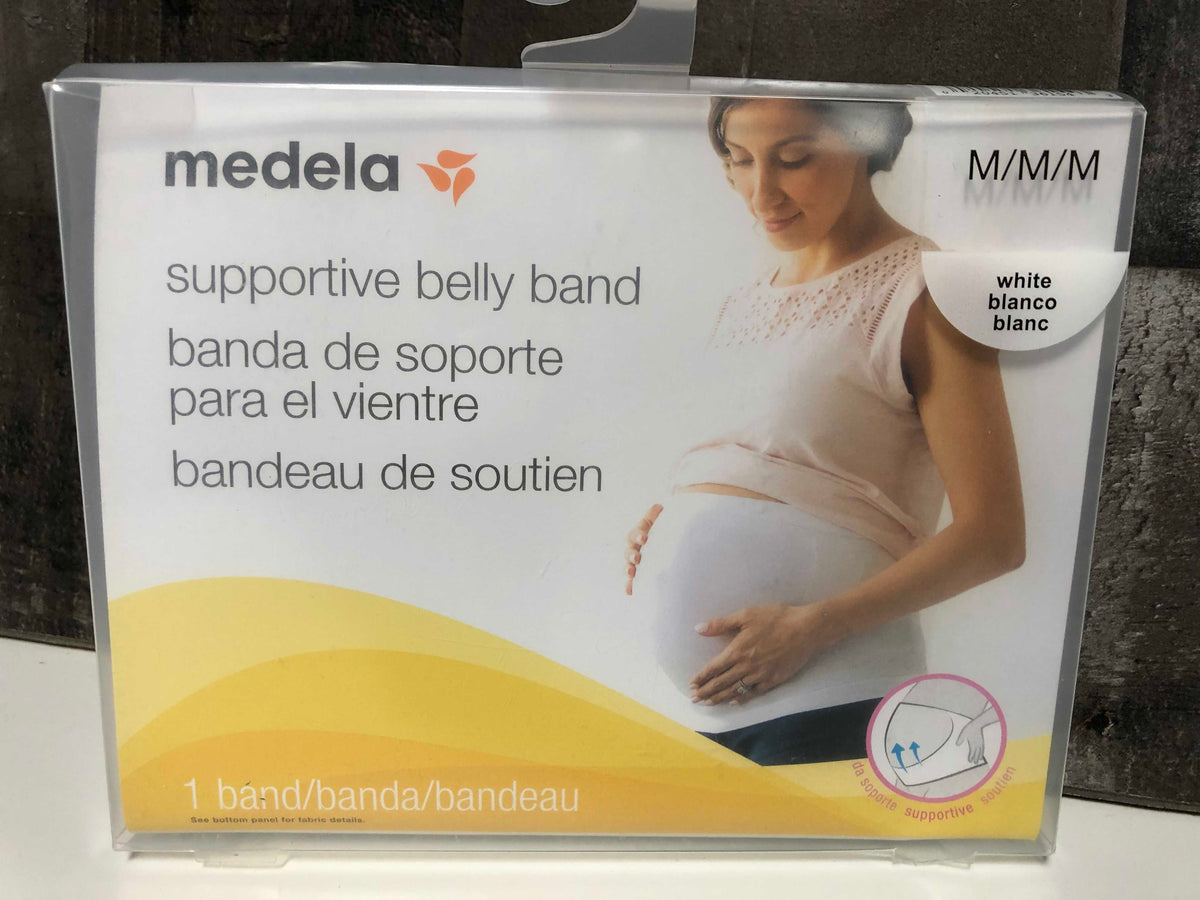 medela
M/M/M
white
blanco
blanc
supportive belly band
banda de soporte
para el vientre
bandeau de soutien
da soporte supportive soutien
1 band/banda/bandeau
See bottom panel for fabric details.